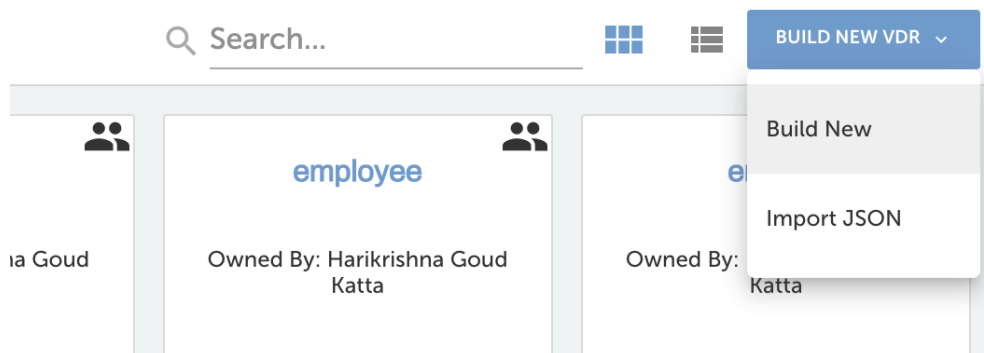 Search...
BUILD NEW VDR
Build New
Import JSON
employee
na Goud
Owned By: Harikrishna Goud
Katta
Owned By:
Katta